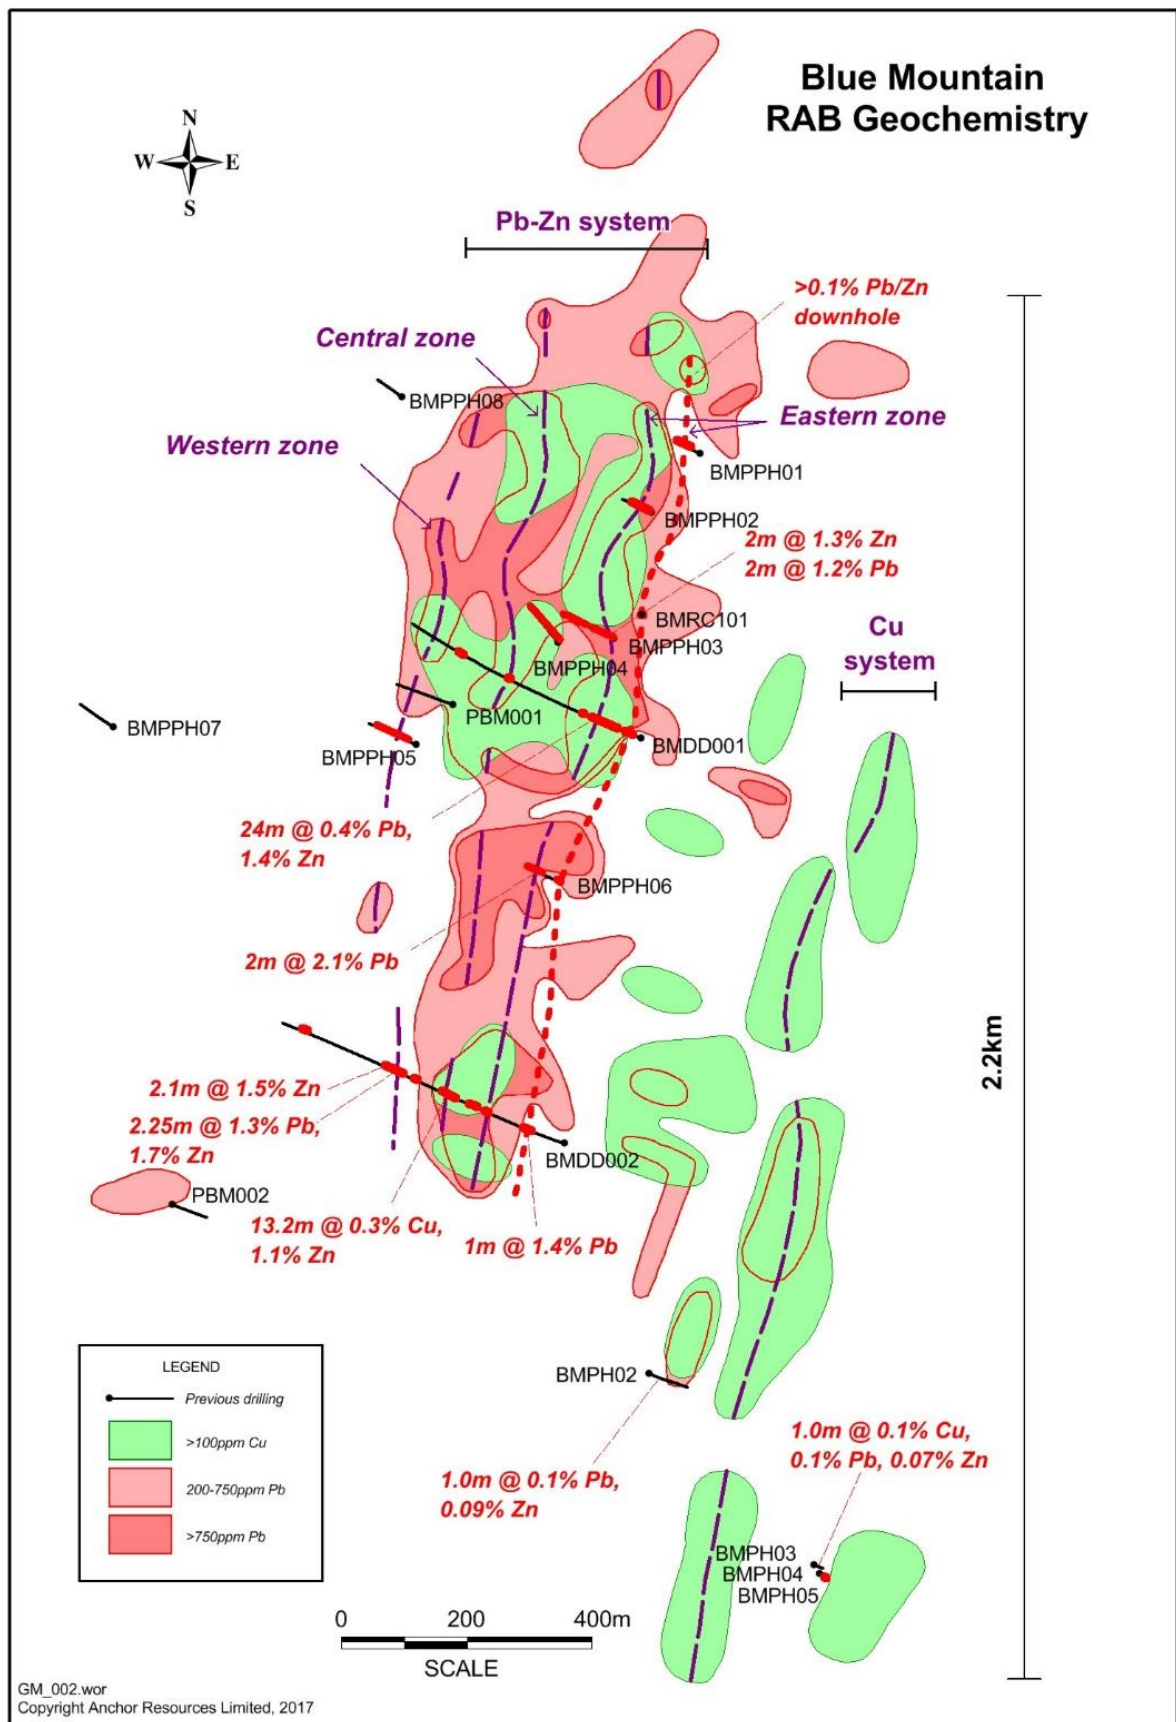 Blue Mountain
RAB Geochemistry
N
W
E
S
Pb-Zn system
>0.1% Pb/Zn
downhole
Central zone
BMPPH08
Eastern zone
Western zone
BMPPH01
BMPPH02
2m @ 1.3% Zn
2m @ 1.2% Pb
BMRC101
Cu
system
BMPPH03
BMPPH04
PBM001
BMPPH07
BMDD001
BMPPH05
24m @ 0.4% Pb,
1.4% Zn
BMPPH06
2m @ 2.1% Pb
2.2km
2.1m @ 1.5% Zn
2.25m @ 1.3% Pb,
1.7% Zn
BMDD002
PBM002
13.2m @ 0.3% Cu,
1.1% Zn
1m @ 1.4% Pb
LEGEND
Previous drilling
>100ppm Cu
200-750ppm Pb
>750ppm Pb
BMPH02
1.0m @ 0.1% Cu,
0.1% Pb, 0.07% Zn
1.0m @ 0.1% Pb,
0.09% Zn
BMPH03
BMPH04
BMPH05
0 200 400m
SCALE
GM_002.wor
Copyright Anchor Resources Limited, 2017